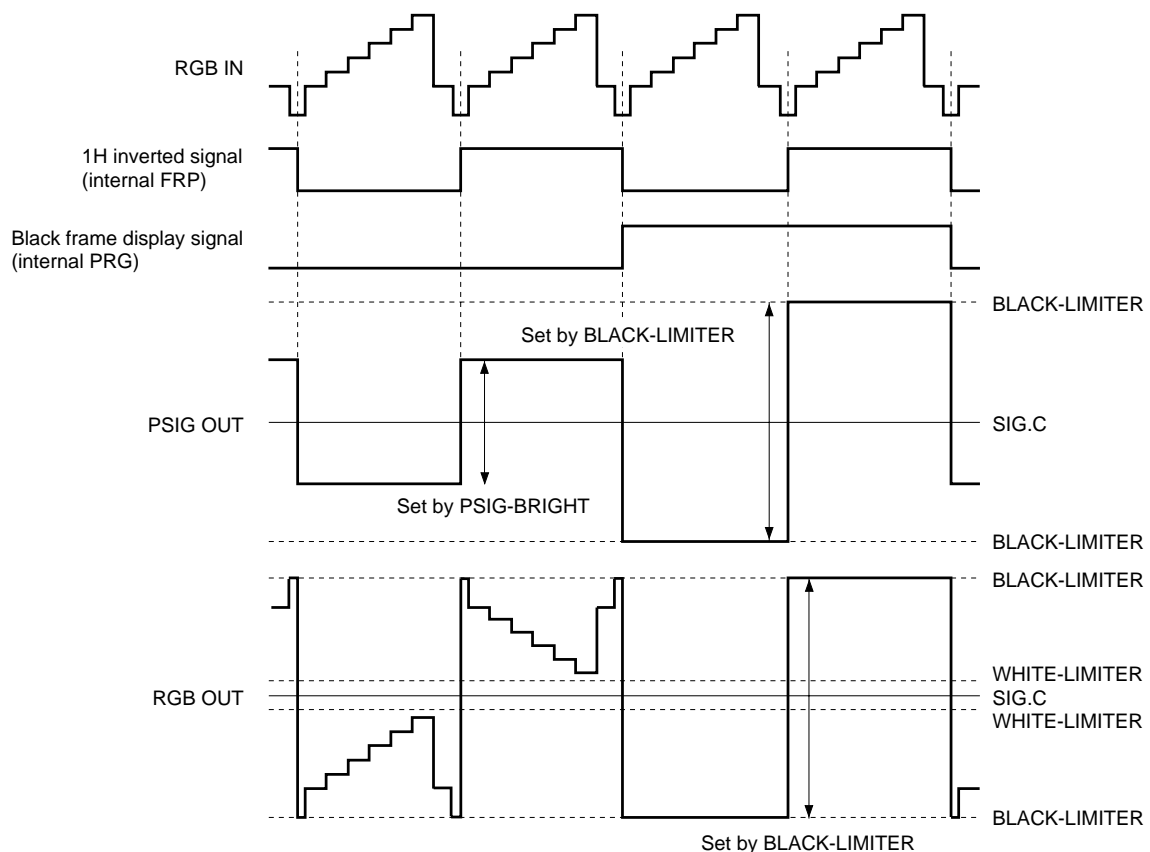 RGB IN
1H inverted signal
(internal FRP)
Black frame display signal
(internal PRG)
BLACK-LIMITER
Set by BLACK-LIMITER
PSIG OUT
SIG.C
Set by PSIG-BRIGHT
BLACK-LIMITER
BLACK-LIMITER
WHITE-LIMITER
RGB OUT
SIG.C
WHITE-LIMITER
BLACK-LIMITER
Set by BLACK-LIMITER